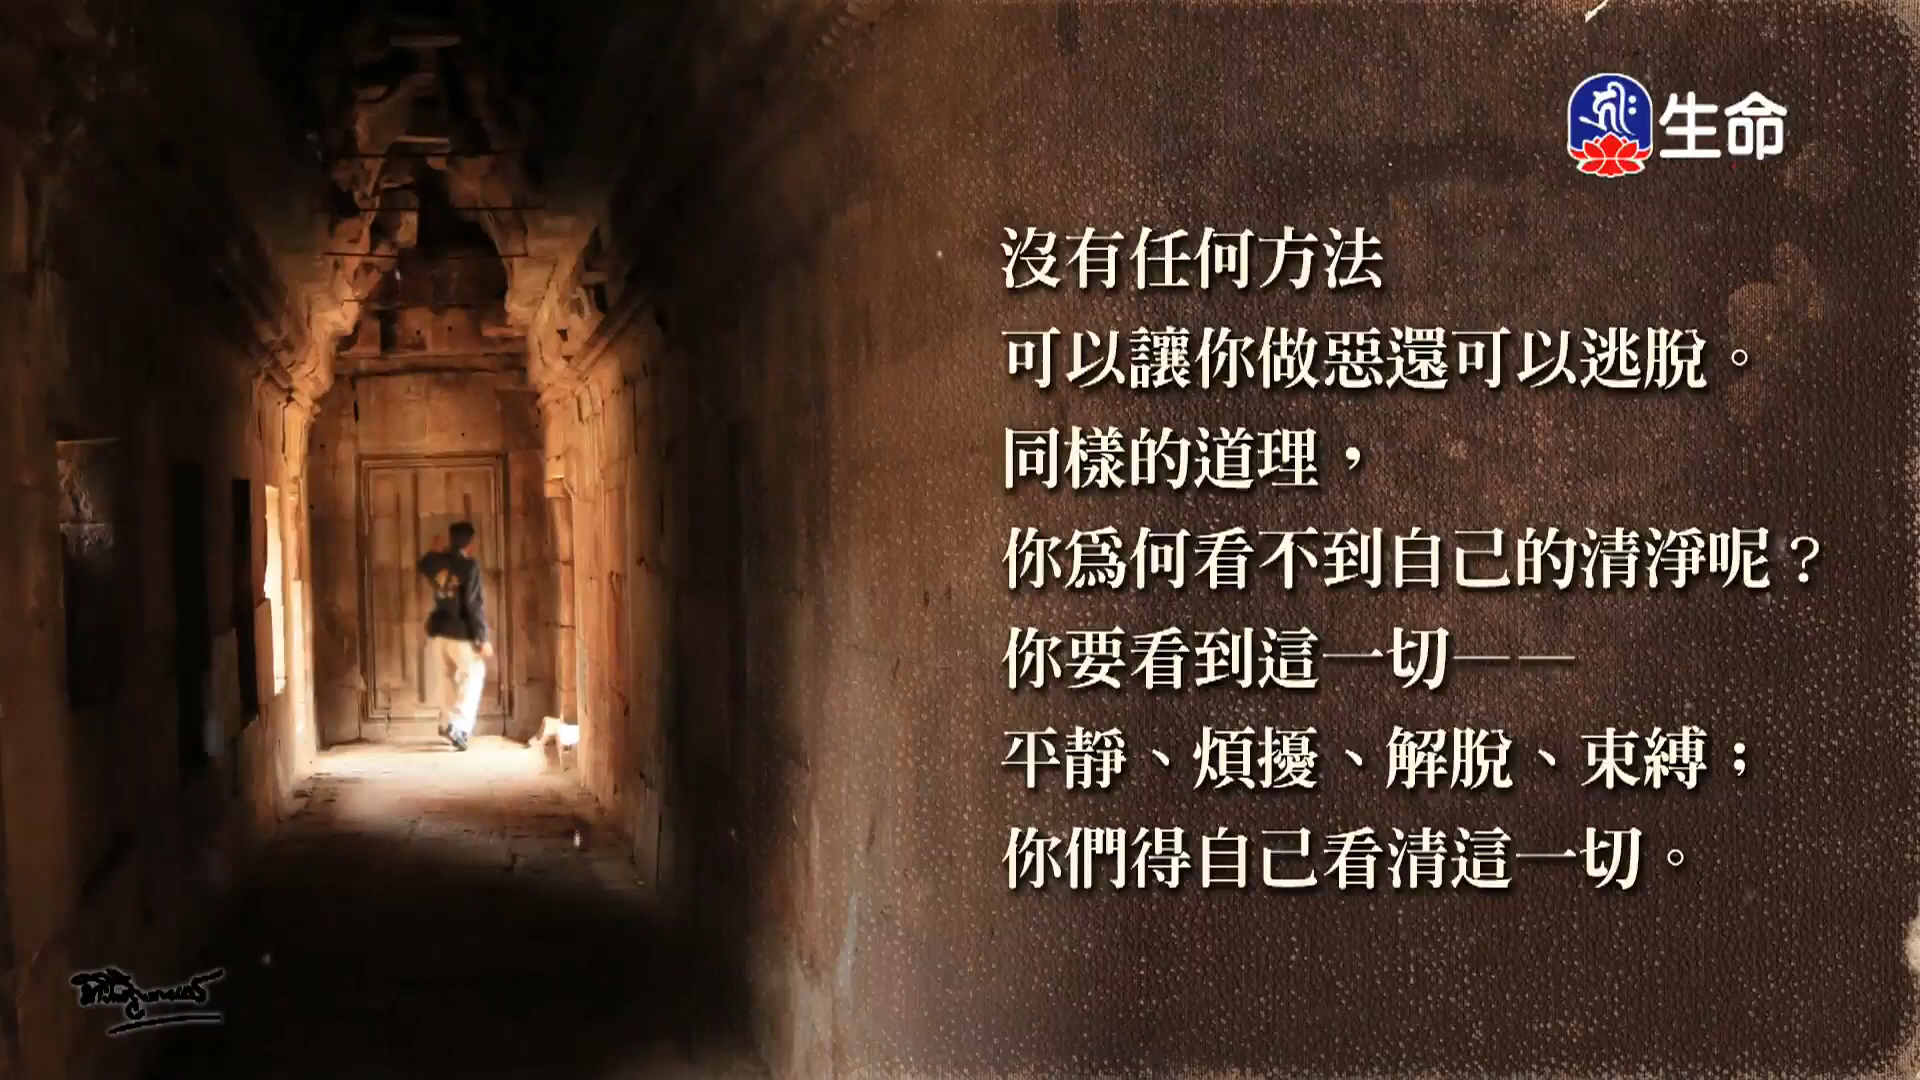 生命
沒有任何方法
可以讓你做惡還可以逃脫。
同樣的道理，
你為何看不到自己的清淨呢？
你要看到這一切——
平靜、煩擾、解脫、束縛；
你們得自己看清這一切。